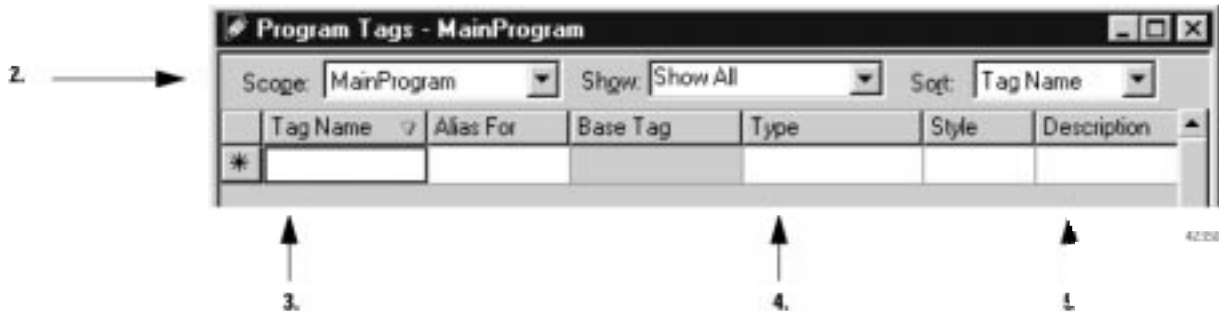 Program Tags - MainProgram
2. Scope: MainProgram Show: Show All Sort: Tag Name
Tag Name Alias For Base Tag Type Style Description
*
42350
3. 4.